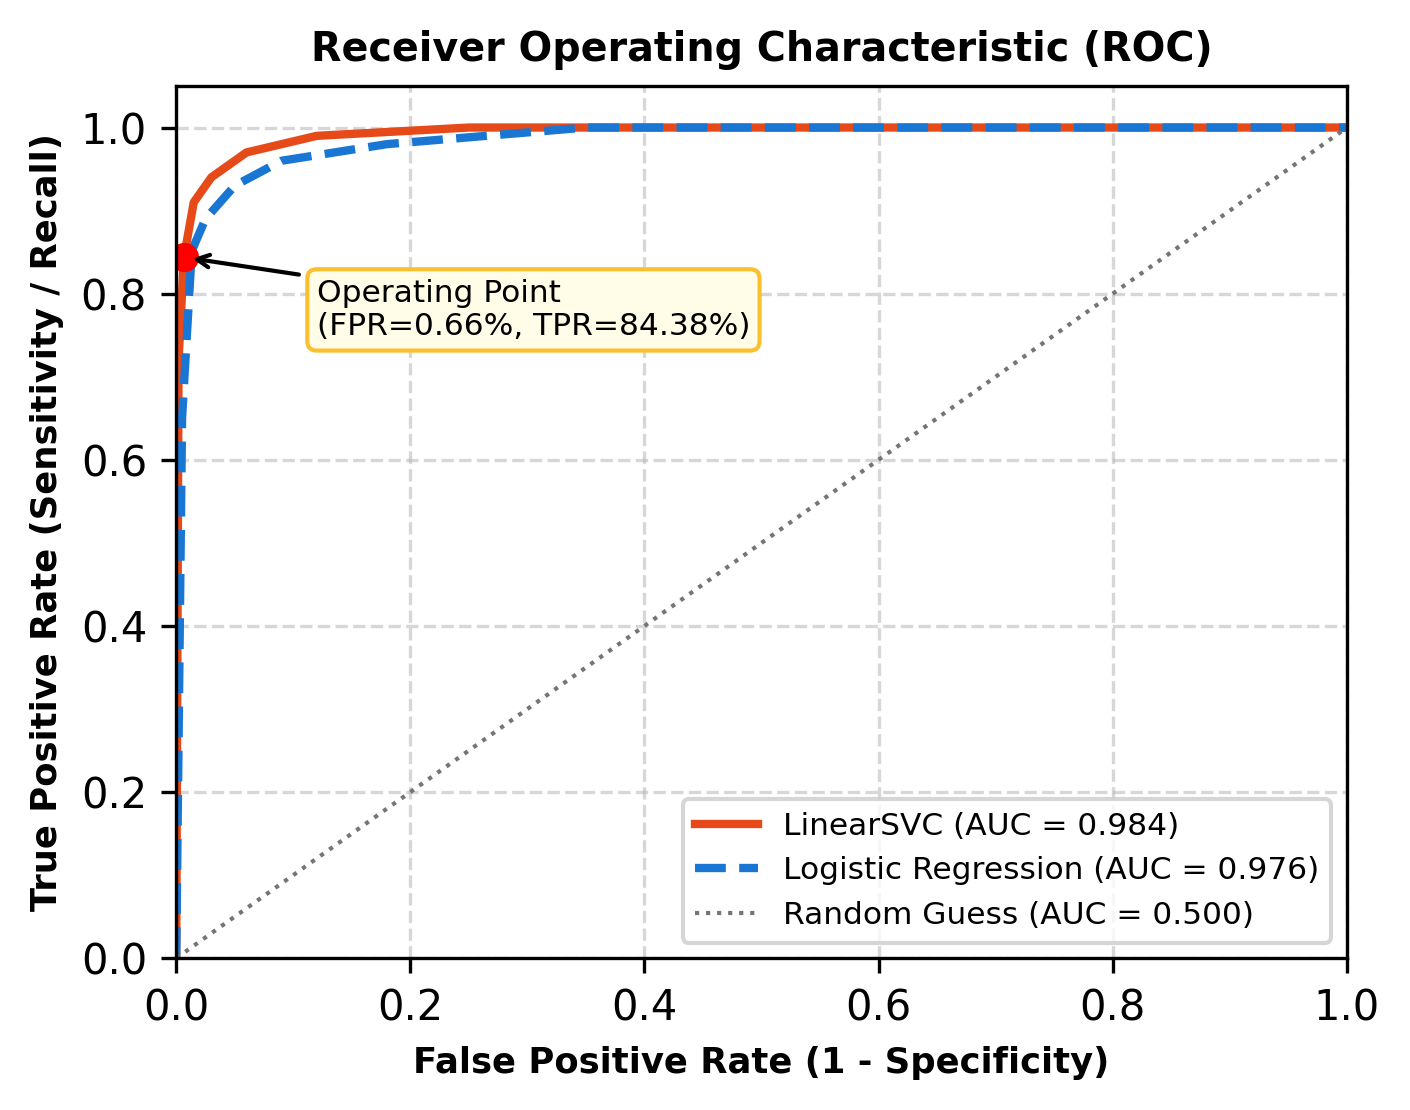 Receiver Operating Characteristic (ROC)
True Positive Rate (Sensitivity / Recall)
1.0
0.8
0.6
0.4
0.2
0.0
Operating Point
(FPR=0.66%, TPR=84.38%)
LinearSVC (AUC = 0.984)
Logistic Regression (AUC = 0.976)
Random Guess (AUC = 0.500)
0.0 0.2 0.4 0.6 0.8 1.0
False Positive Rate (1 - Specificity)